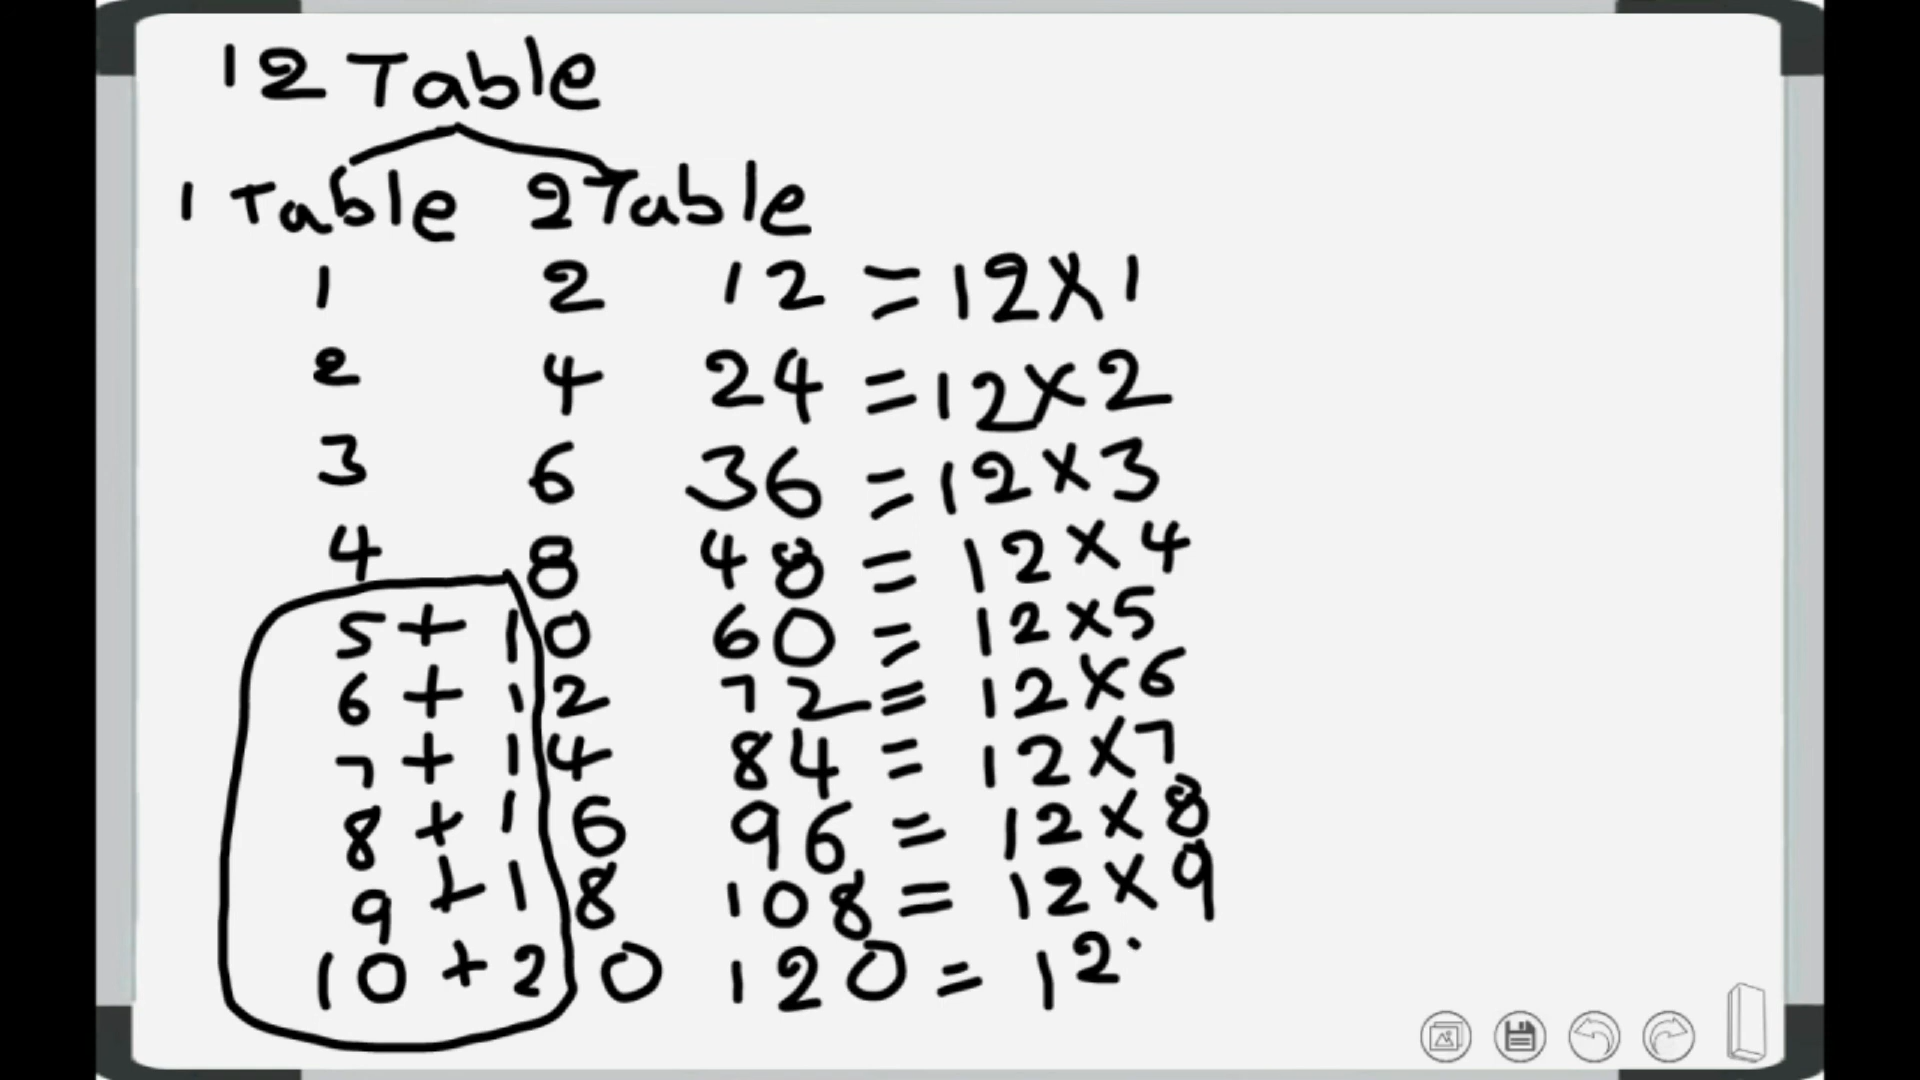 12 Table
1 Table 2 Table
1 2 12 = 12 X 1
2 4 24 = 12 X 2
3 6 36 = 12 X 3
4 8 48 = 12 X 4
5 + 10 60 = 12 X 5
6 + 12 72 = 12 X 6
7 + 14 84 = 12 X 7
8 + 16 96 = 12 X 8
9 + 18 108 = 12 X 9
10 + 20 120 = 12